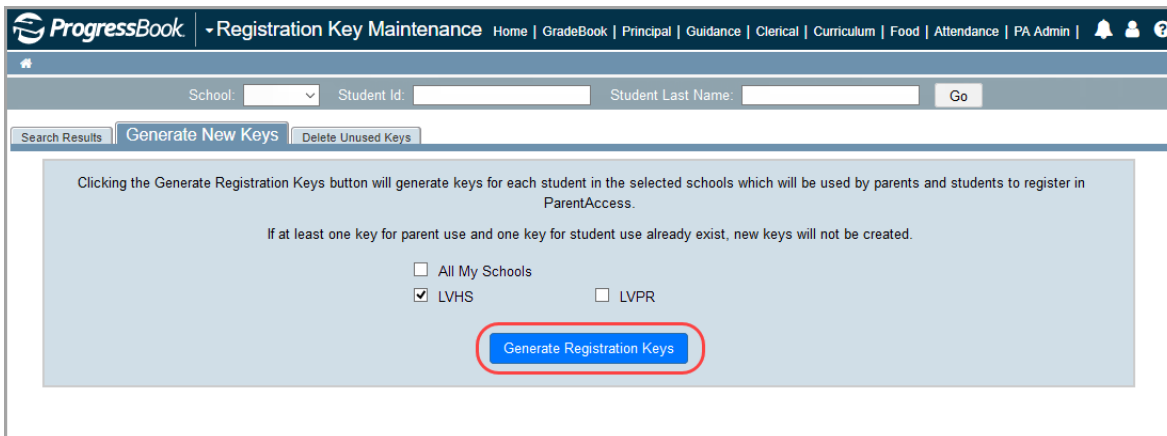 ProgressBook Registration Key Maintenance Home | GradeBook | Principal | Guidance | Clerical | Curriculum | Food | Attendance | PA Admin |
School: Student Id: Student Last Name: Go
Search Results Generate New Keys Delete Unused Keys
Clicking the Generate Registration Keys button will generate keys for each student in the selected schools which will be used by parents and students to register in
ParentAccess.
If at least one key for parent use and one key for student use already exist, new keys will not be created.
All My Schools
LVHS LVPR
Generate Registration Keys